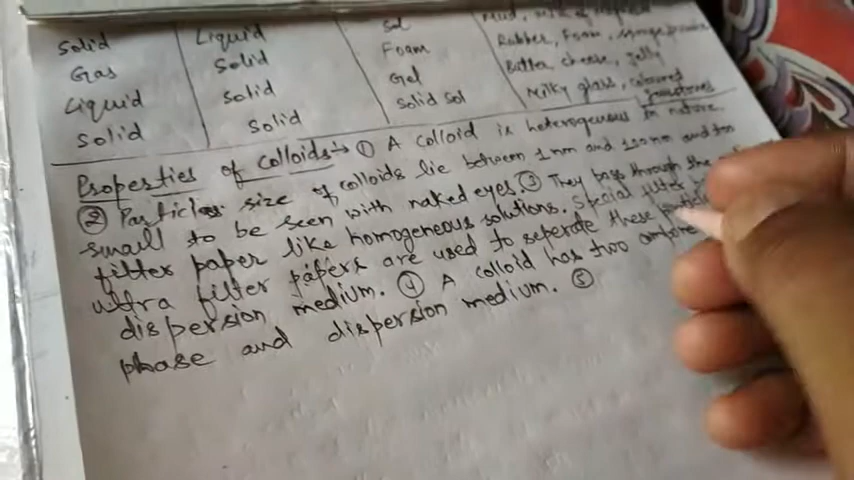 Solid Liquid Sol Mud,
Gas Solid Foam Rubber, Foam,
Liquid Solid Gel Butter, cheese, jelly
Solid Solid Solid Sol Milky glass, coloured
Properties of colloids → ① A colloid is heterogenous in nature.
② Particles size of colloids lie between 1nm and 100nm and too
small to be seen with naked eyes. ③ They pass through the
filter paper like homogeneous solutions. Special filter
ultra filter papers are used to seperate these
dispersion medium. ④ A colloid has two
phase and dispersion medium. ⑤